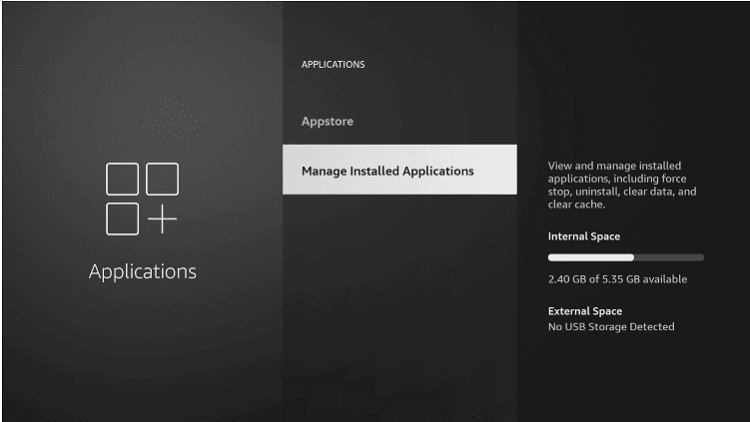 APPLICATIONS
Appstore
Manage Installed Applications
Applications
View and manage installed
applications, including force
stop, uninstall, clear data, and
clear cache.
Internal Space
2.40 GB of 5.35 GB available
External Space
No USB Storage Detected